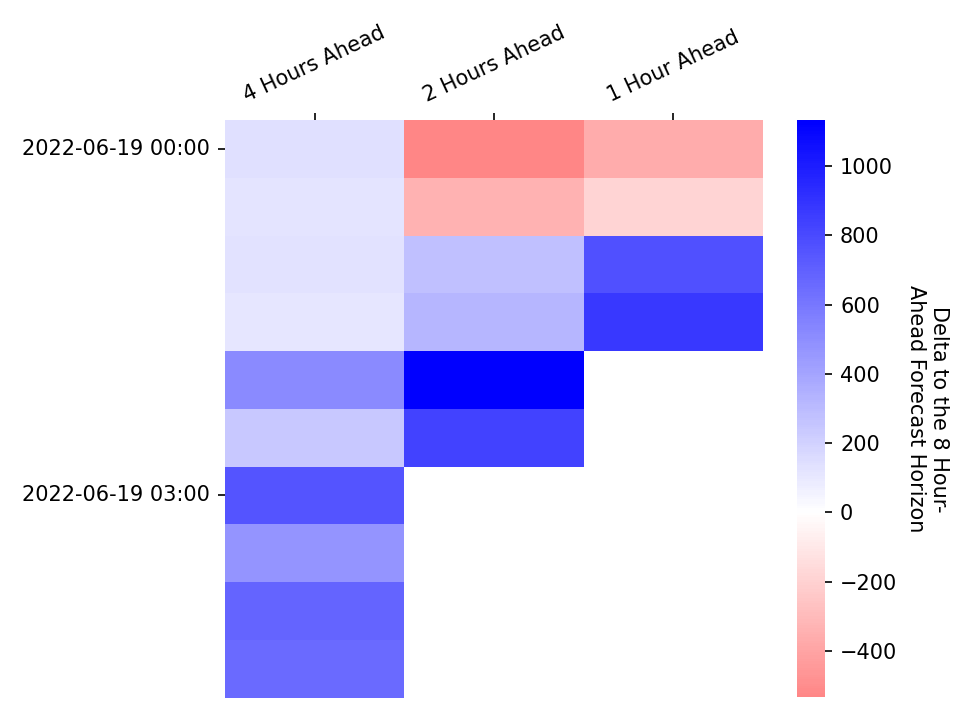 4 Hours Ahead
2 Hours Ahead
1 Hour Ahead
2022-06-19 00:00
2022-06-19 03:00
1000
800
600
400
200
0
−200
−400
Delta to the 8 Hour-
Ahead Forecast Horizon